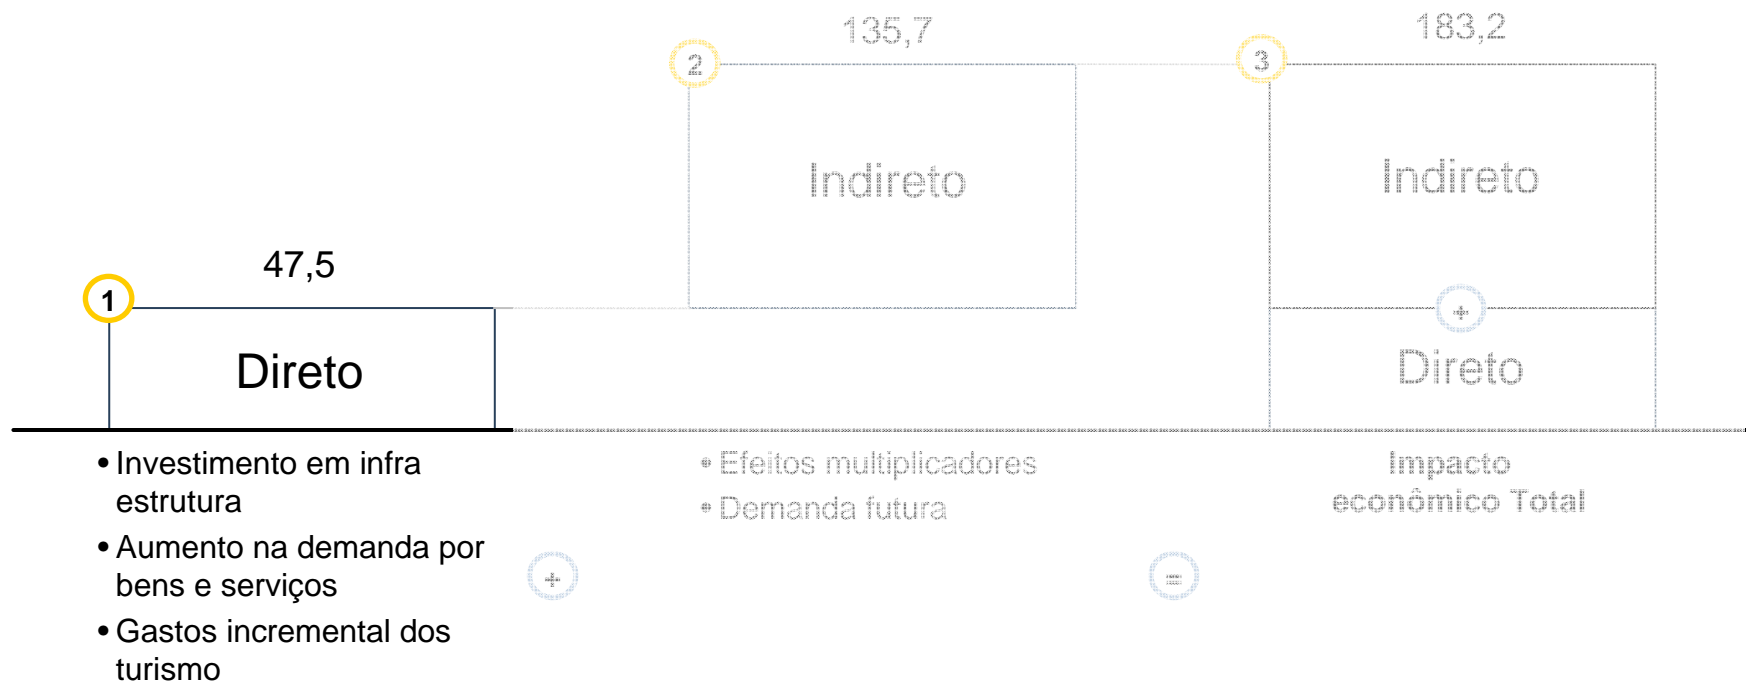 135,7
183,2
2
3
Indireto
Indireto
47,5
1
+
Direto
Direto
• Investimento em infra
estrutura
• Aumento na demanda por
bens e serviços
• Gastos incremental dos
turismo
• Efeitos multiplicadores
• Demanda futura
Impacto
econômico Total
+
=